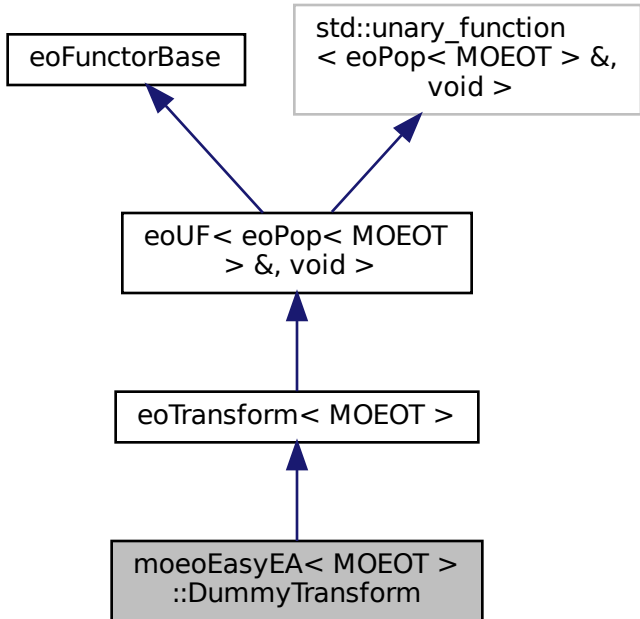 eoFunctorBase
std::unary_function
< eoPop< MOEOT > &,
void >
eoUF< eoPop< MOEOT
> &, void >
eoTransform< MOEOT >
moeoEasyEA< MOEOT >
::DummyTransform